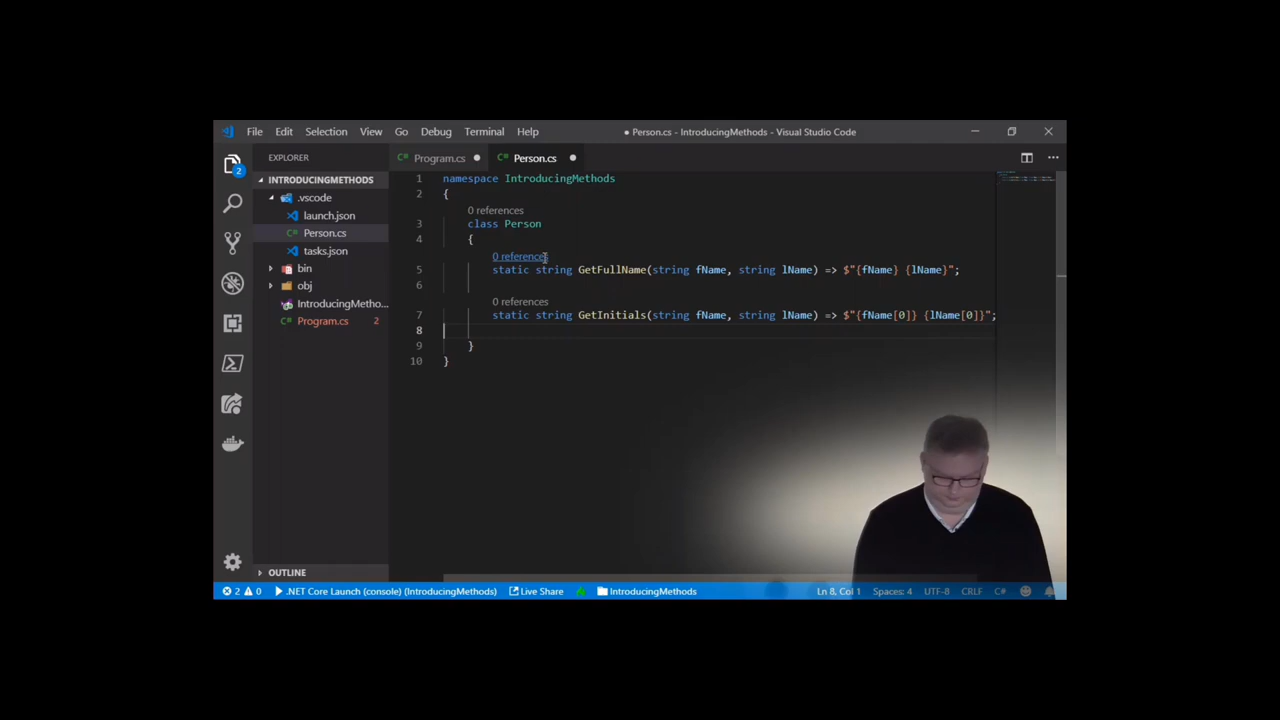 File Edit Selection View Go Debug Terminal Help
● Person.cs - IntroducingMethods - Visual Studio Code
EXPLORER
INTRODUCINGMETHODS
.vscode
launch.json
C# Person.cs
tasks.json
bin
obj
IntroducingMetho...
C# Program.cs 2
OUTLINE
2
C# Program.cs ● C# Person.cs ●
1 namespace IntroducingMethods
2 {
0 references
3 class Person
4 {
0 references
5 static string GetFullName(string fName, string lName) => $"{fName} {lName}";
6
0 references
7 static string GetInitials(string fName, string lName) => $"{fName[0]} {lName[0]}";
8
9 }
10 }
2 0 .NET Core Launch (console) (IntroducingMethods) Live Share IntroducingMethods Ln 8, Col 1 Spaces: 4 UTF-8 CRLF C#